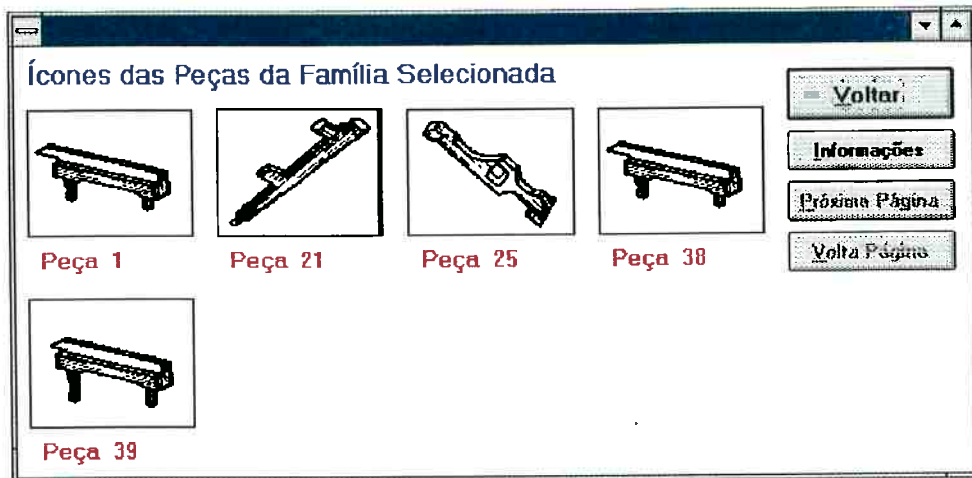 Ícones das Peças da Família Selecionada
Voltar
Informações
Peça 1
Peça 21
Peça 25
Peça 38
Próxima Página
Volta Página
Peça 39